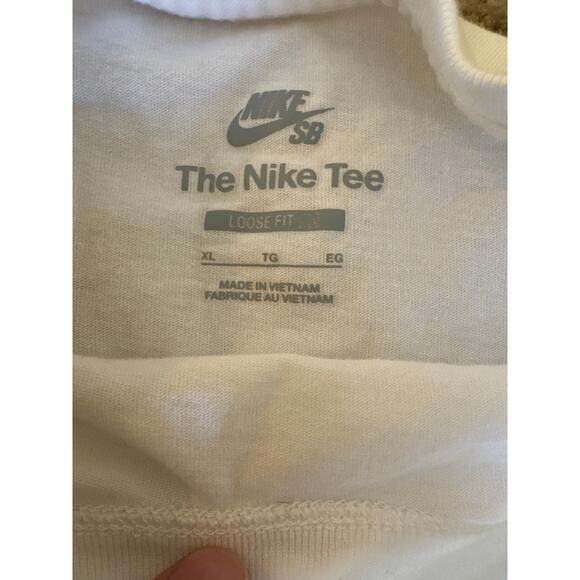 NIKE
SB
The Nike Tee
LOOSE FIT
XL TG EG
MADE IN VIETNAM
FABRIQUE AU VIETNAM